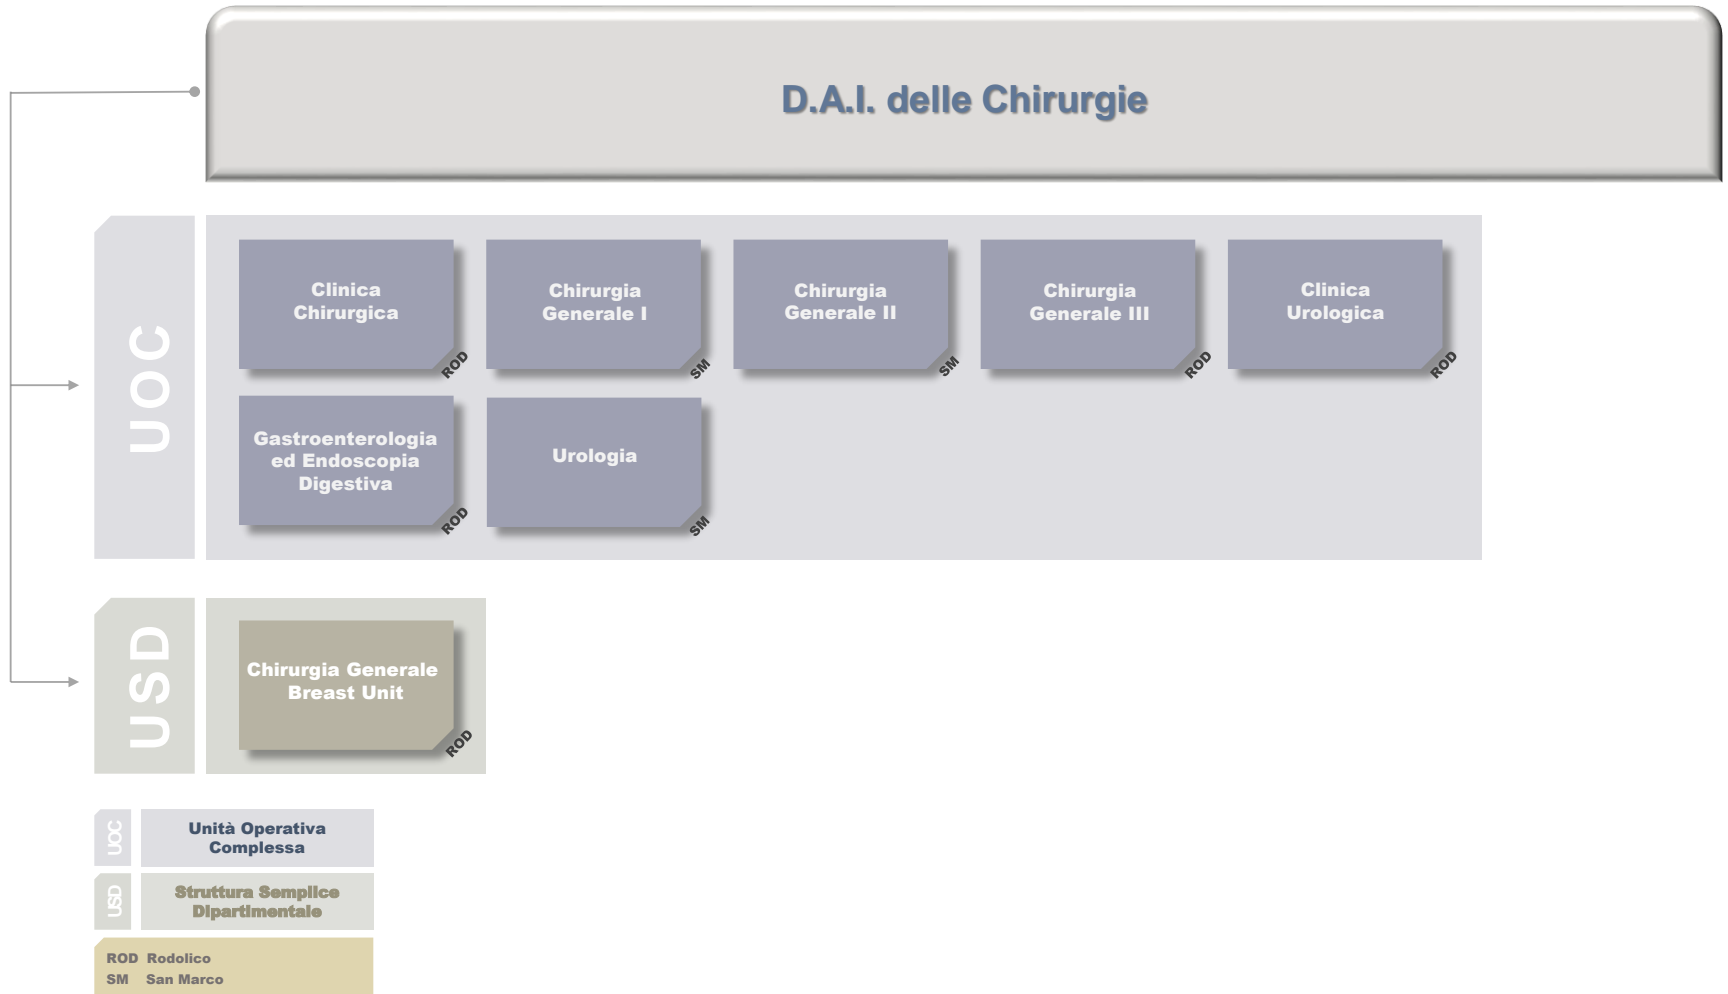 D.A.I. delle Chirurgie
UOC
Clinica
Chirurgica
ROD
Chirurgia
Generale I
SM
Chirurgia
Generale II
SM
Chirurgia
Generale III
ROD
Clinica
Urologica
ROD
Gastroenterologia
ed Endoscopia
Digestiva
ROD
Urologia
SM
USD
Chirurgia Generale
Breast Unit
ROD
UOC
Unità Operativa
Complessa
USD
Struttura Semplice
Dipartimentale
ROD Rodolico
SM San Marco